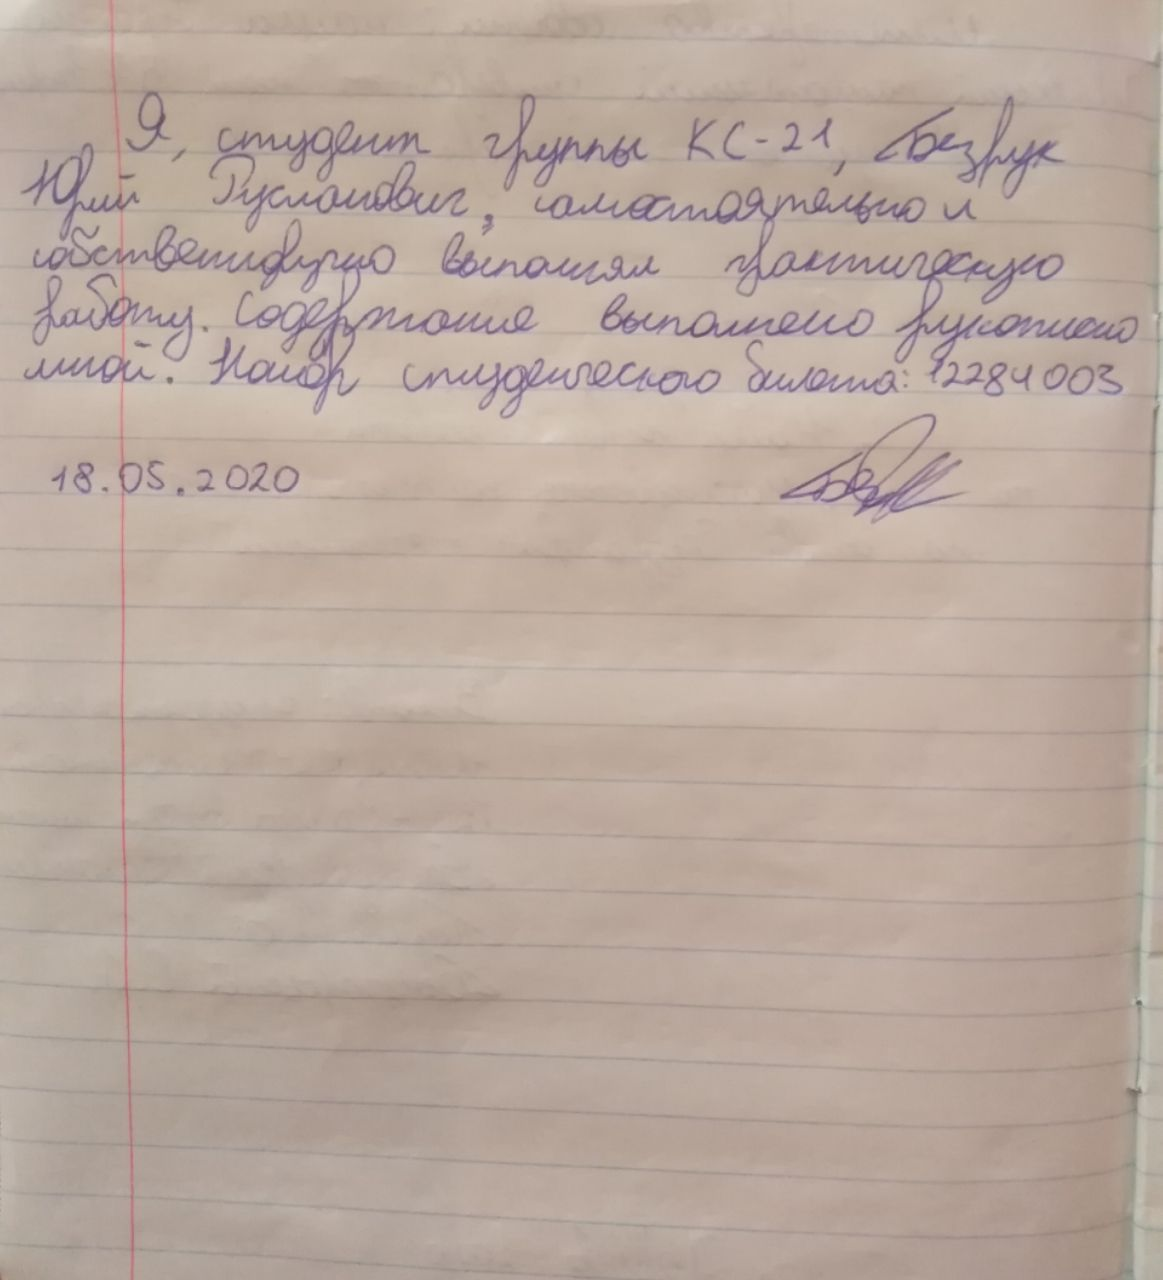 Я, студент группы КС-21, Безрук
Юрий Русланович, самостоятельно и
собственноручно выполнял практическую
работу. Содержание выполнено рукописно
мной. Номер студенческого билета: 12284003
18.05.2020